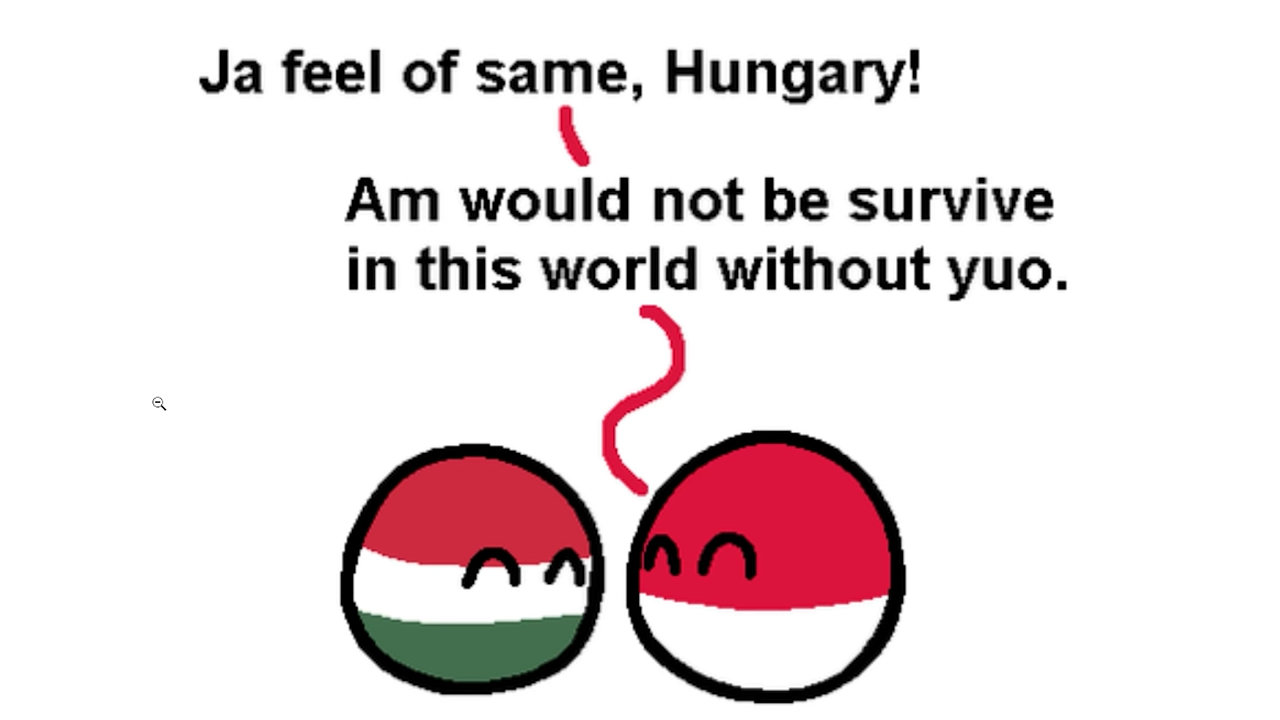 Ja feel of same, Hungary!
Am would not be survive
in this world without yuo.